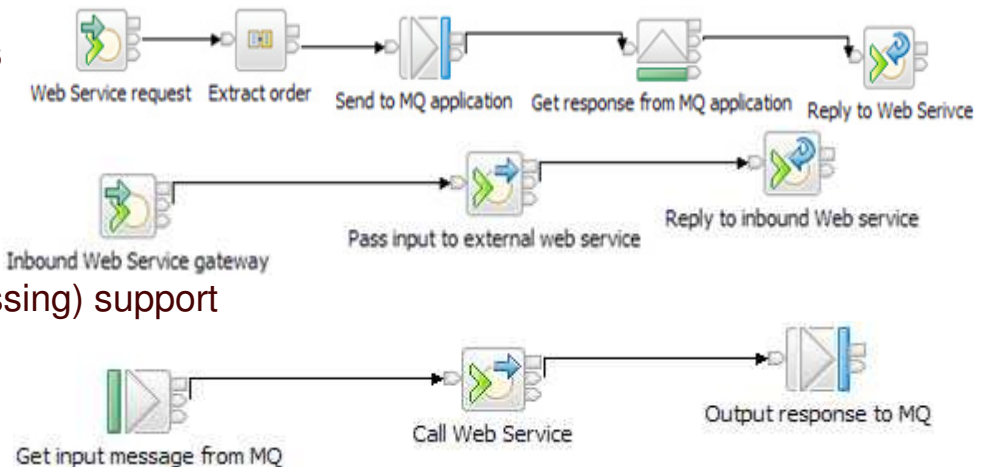 s
Web Service request Extract order Send to MQ application Get response from MQ application Reply to Web Serivce
Inbound Web Service gateway Pass input to external web service Reply to inbound Web service
ssing) support
Get input message from MQ Call Web Service Output response to MQ